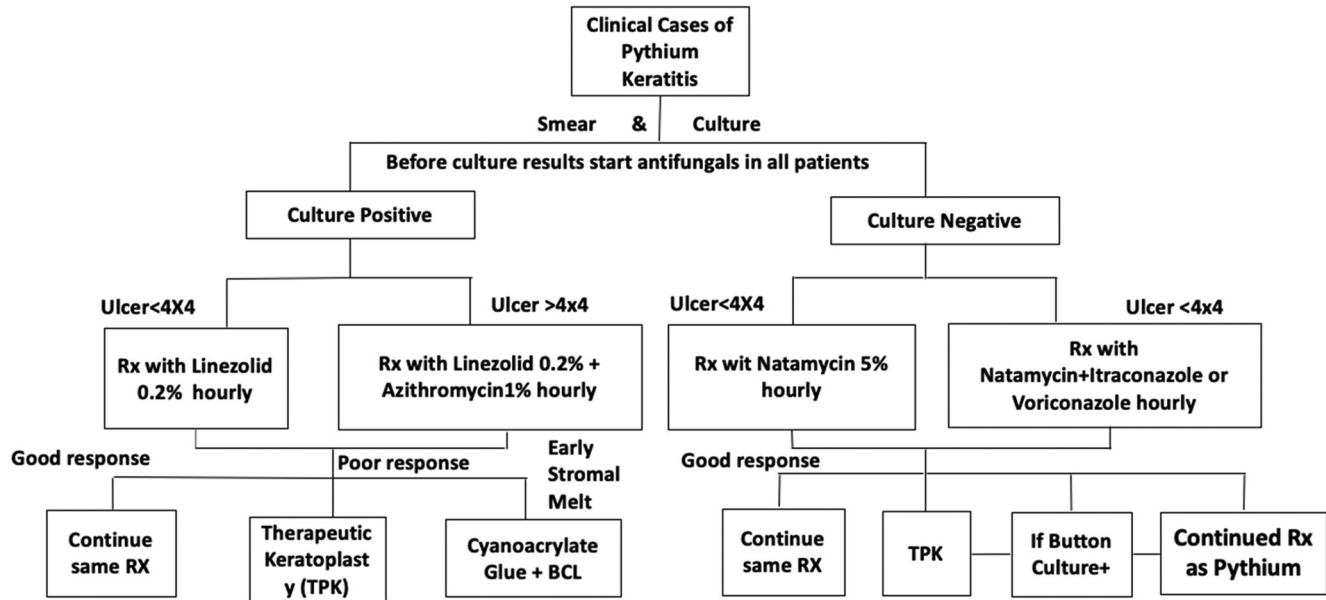 Clinical Cases of
Pythium
Keratitis
Smear & Culture
Before culture results start antifungals in all patients
Culture Positive
Culture Negative
Ulcer<4X4
Ulcer >4x4
Ulcer<4X4
Ulcer <4x4
Rx with Linezolid
0.2% hourly
Rx with Linezolid 0.2% +
Azithromycin1% hourly
Rx wit Natamycin 5%
hourly
Rx with
Natamycin+Itraconazole or
Voriconazole hourly
Good response
Poor response
Early
Stromal
Melt
Good response
Continue
same RX
Therapeutic
Keratoplast
y (TPK)
Cyanoacrylate
Glue + BCL
Continue
same RX
TPK
If Button
Culture+
Continued Rx
as Pythium